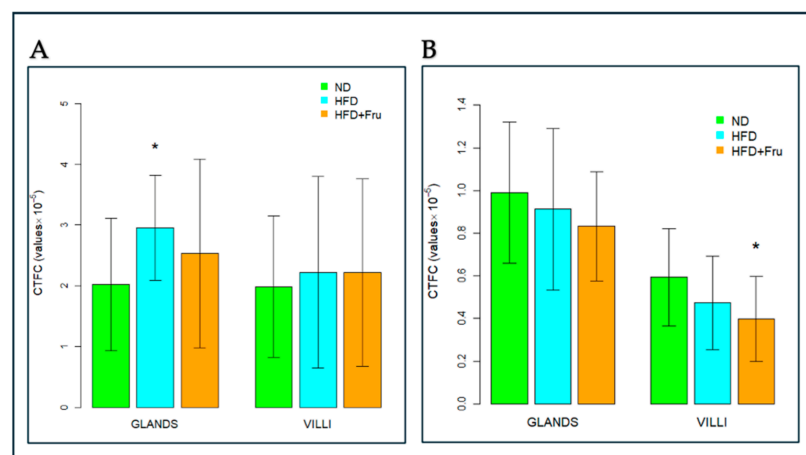 A
ND
HFD
HFD+Fru
*
CTFC (values× 10⁻⁵)
5
4
3
2
1
0
GLANDS VILLI
B
ND
HFD
HFD+Fru
*
CTFC (values× 10⁻⁵)
1.4
1.2
1.0
0.8
0.6
0.4
0.2
0.0
GLANDS VILLI